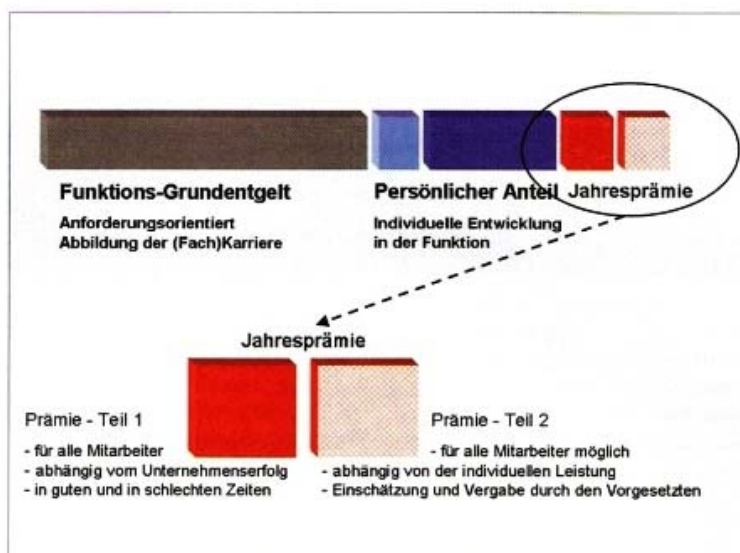 Funktions-Grundentgelt
Anforderungsorientiert
Abbildung der (Fach)Karriere
Persönlicher Anteil
Individuelle Entwicklung
in der Funktion
Jahresprämie
Jahresprämie
Prämie - Teil 1
- für alle Mitarbeiter
- abhängig vom Unternehmenserfolg
- in guten und in schlechten Zeiten
Prämie - Teil 2
- für alle Mitarbeiter möglich
- abhängig von der individuellen Leistung
- Einschätzung und Vergabe durch den Vorgesetzten